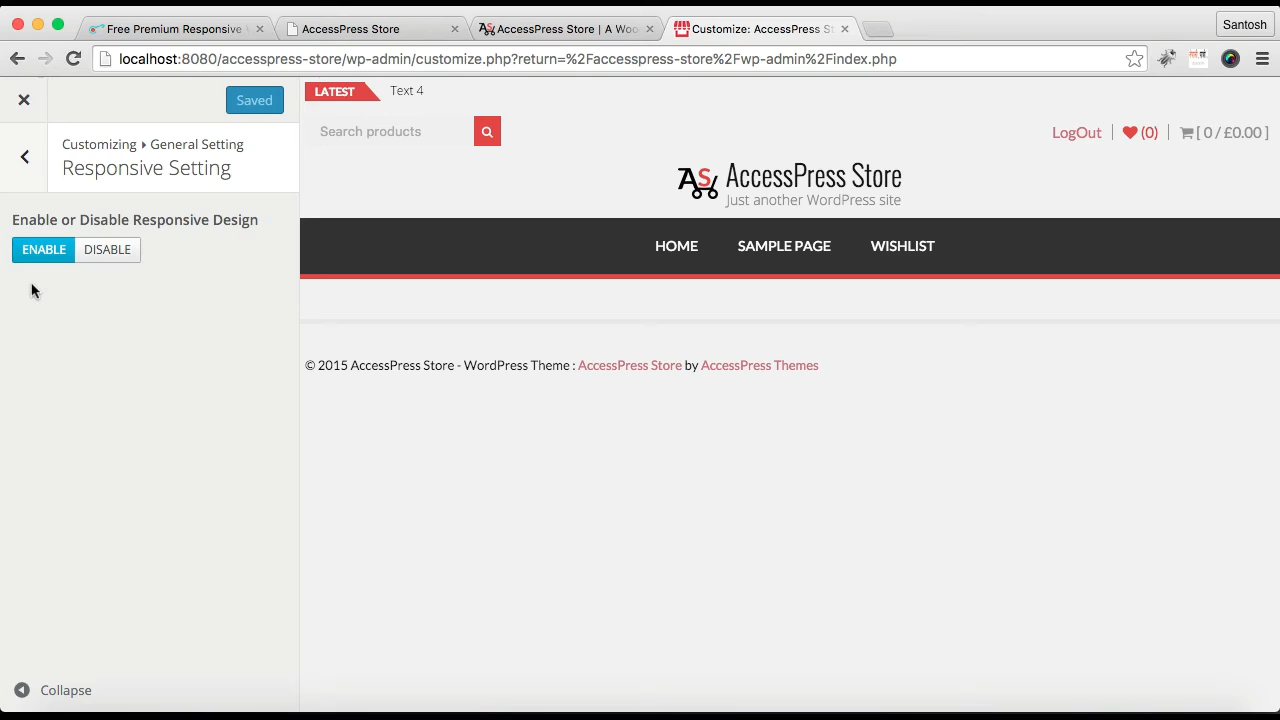 Free Premium Responsive
AccessPress Store
AccessPress Store | A Woo
Customize: AccessPress St
Santosh
localhost:8080/accesspress-store/wp-admin/customize.php?return=%2Faccesspress-store%2Fwp-admin%2Findex.php
Saved
Customizing General Setting
Responsive Setting
Enable or Disable Responsive Design
ENABLE DISABLE
Collapse
LATEST Text 4
Search products
LogOut (0) [ 0 / £0.00 ]
AS AccessPress Store
Just another WordPress site
HOME SAMPLE PAGE WISHLIST
© 2015 AccessPress Store - WordPress Theme : AccessPress Store by AccessPress Themes